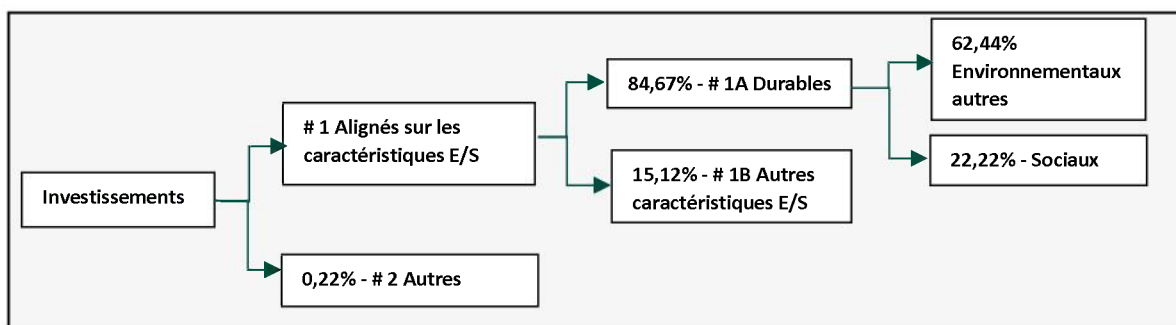 Investissements
# 1 Alignés sur les
caractéristiques E/S
0,22% - # 2 Autres
84,67% - # 1A Durables
15,12% - # 1B Autres
caractéristiques E/S
62,44%
Environnementaux
autres
22,22% - Sociaux